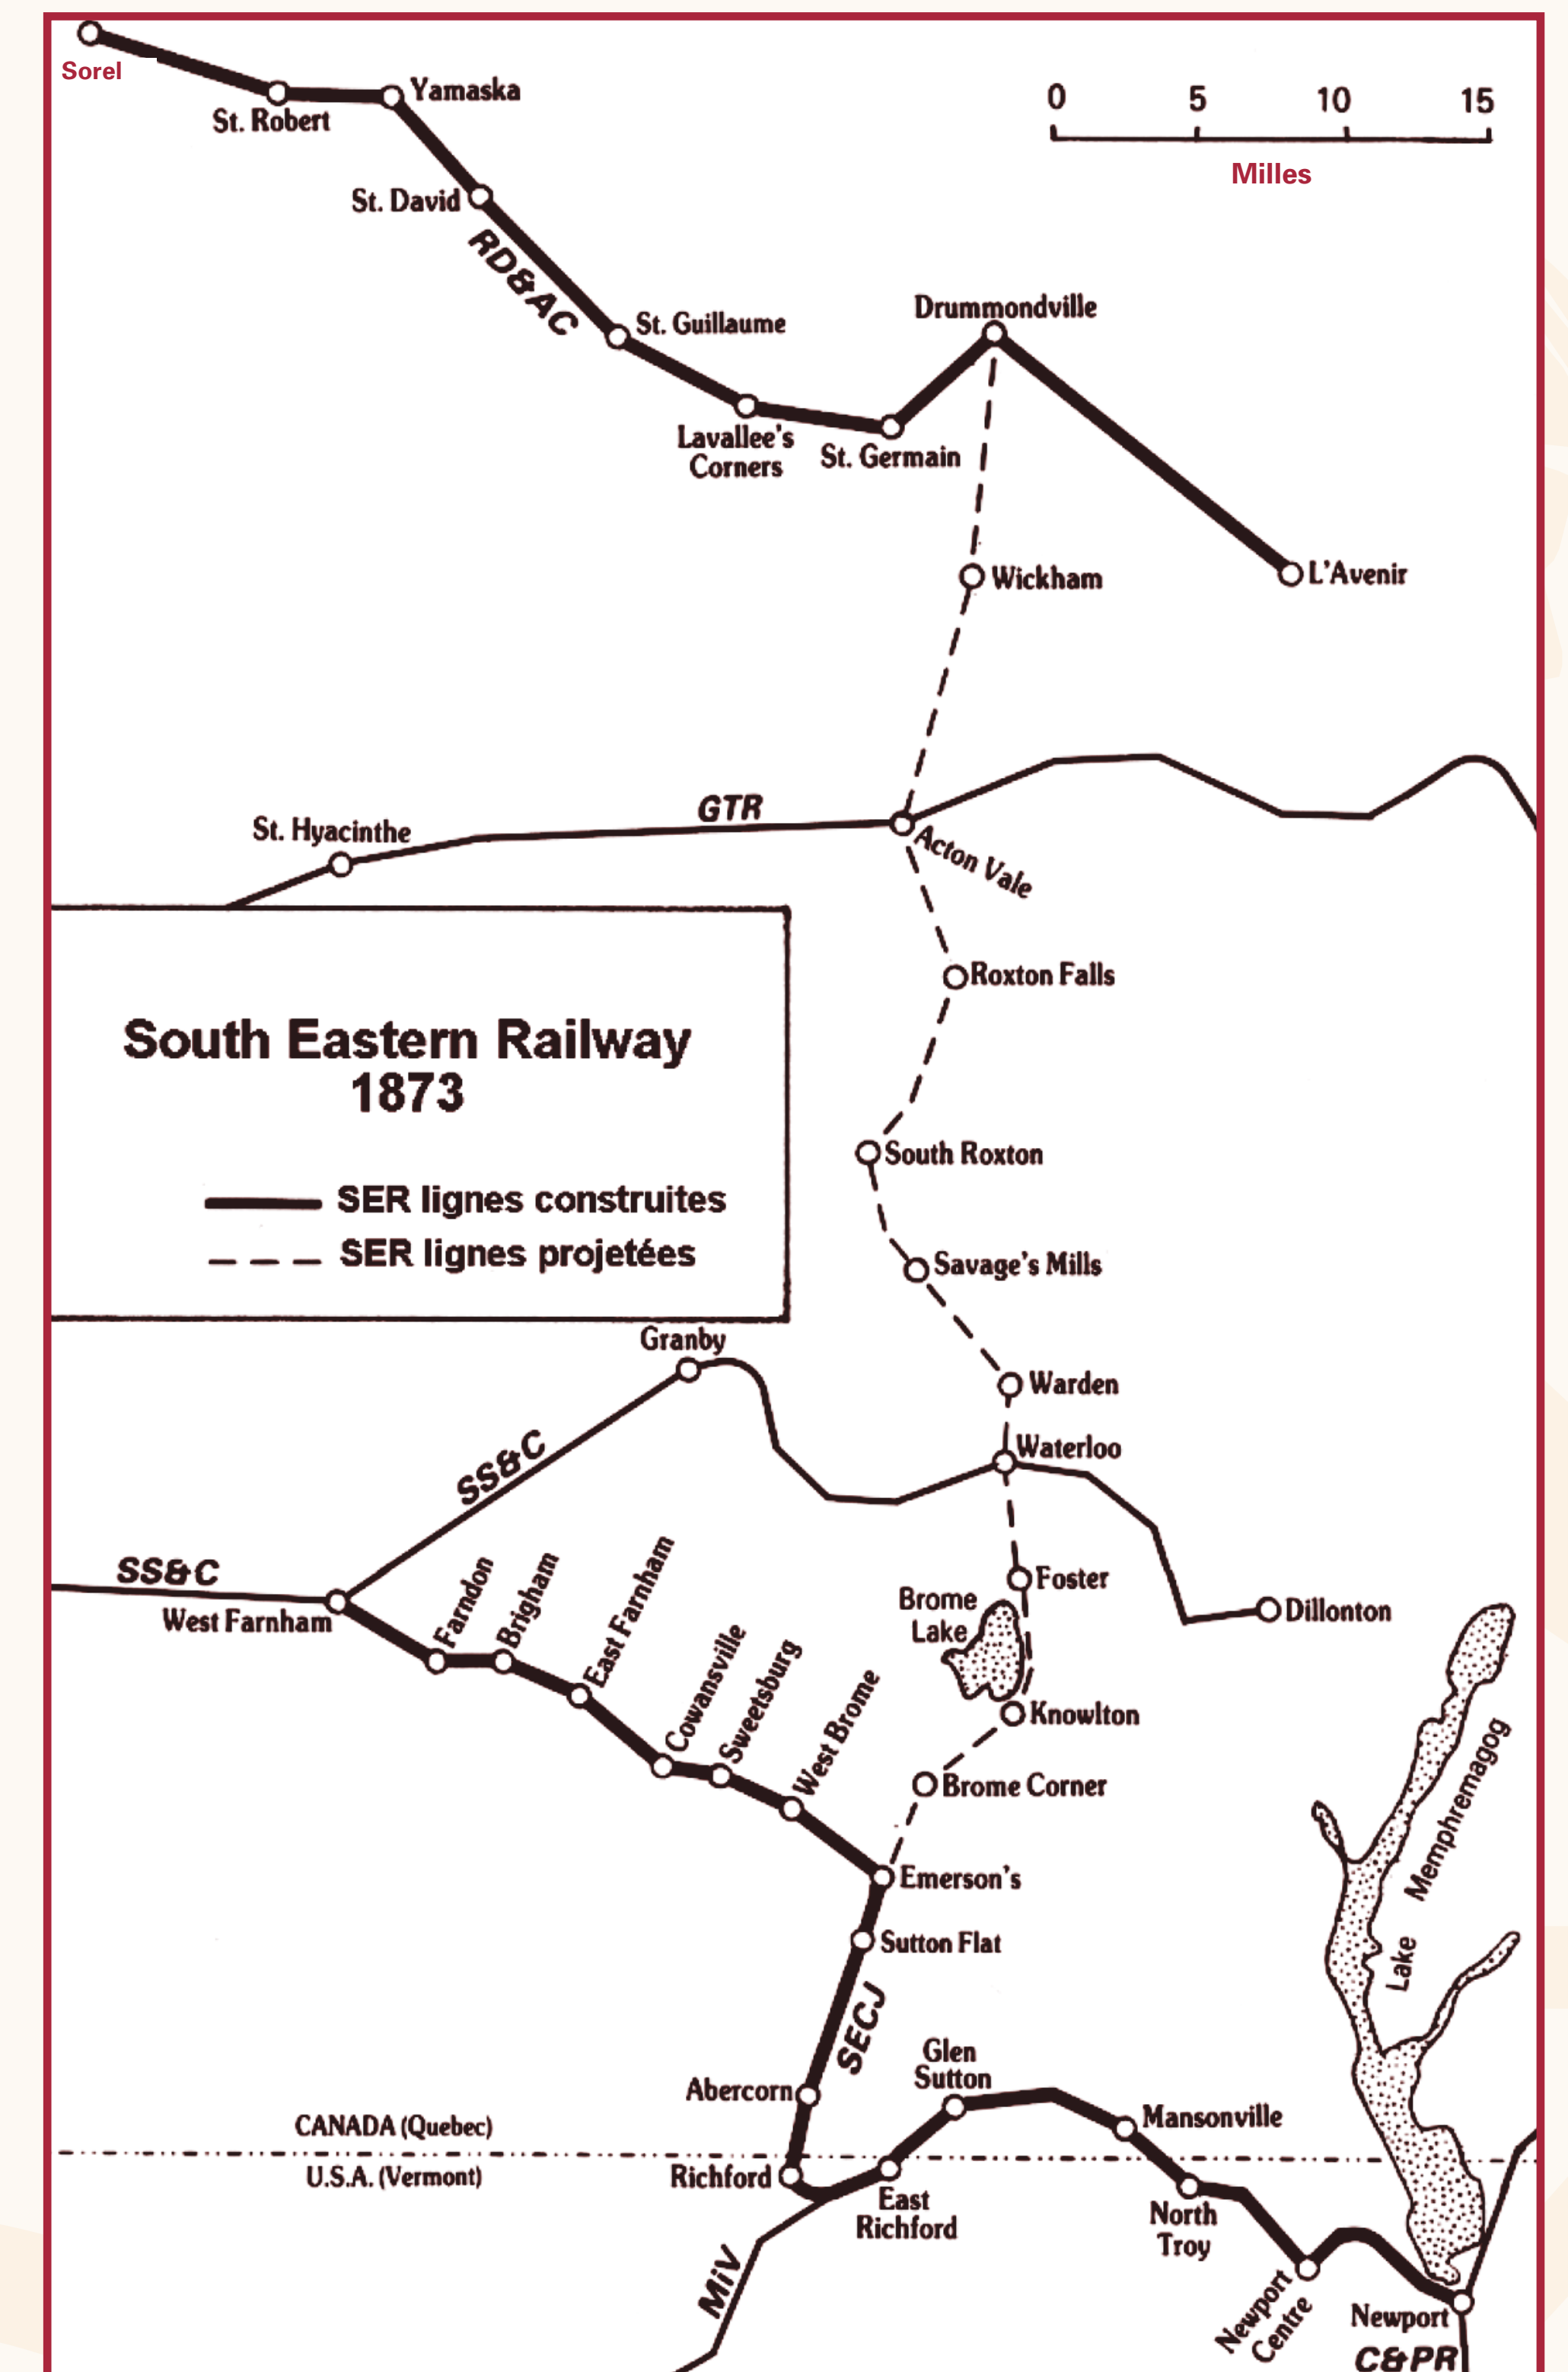 Sorel
St. Robert
Yamaska
0 5 10 15
Milles
St. David
RD&AC
St. Guillaume
Drummondville
Lavallee's
Corners
St. Germain
Wickham
L'Avenir
GTR
St. Hyacinthe
Acton Vale
Roxton Falls
South Eastern Railway
1873
SER lignes construites
SER lignes projetées
South Roxton
Savage's Mills
Granby
Warden
Waterloo
SS&C
SS&C
West Farnham
Farndon
Brigham
East Farnham
Cowansville
Sweetsburg
West Brome
Foster
Brome
Lake
Dillonton
Knowlton
Brome Corner
Lake Memphremagog
Emerson's
Sutton Flat
SECJ
Glen
Sutton
Abercorn
Mansonville
CANADA (Quebec)
U.S.A. (Vermont)
Richford
East
Richford
North
Troy
MiV
Newport
Centre
Newport
C&PR